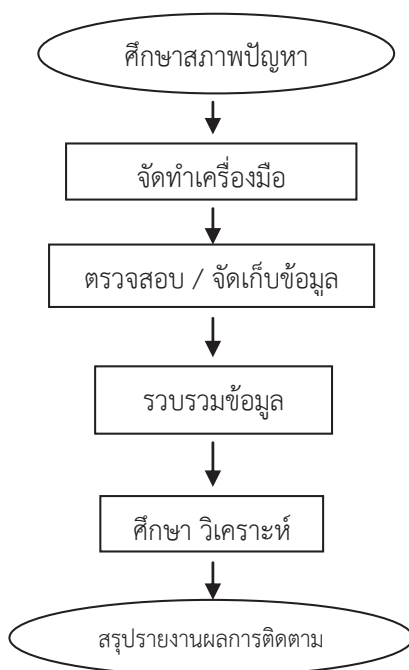 ศึกษาสภาพปัญหา
จัดทำเครื่องมือ
ตรวจสอบ / จัดเก็บข้อมูล
รวบรวมข้อมูล
ศึกษา วิเคราะห์
สรุปรายงานผลการติดตาม